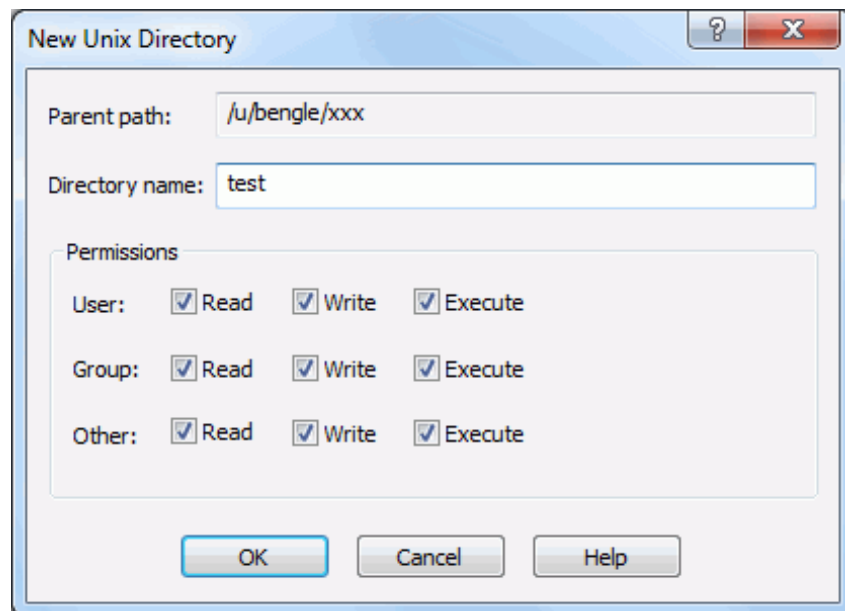 New Unix Directory
Parent path: /u/bengle/xxx
Directory name: test
Permissions
User: Read Write Execute
Group: Read Write Execute
Other: Read Write Execute
OK Cancel Help